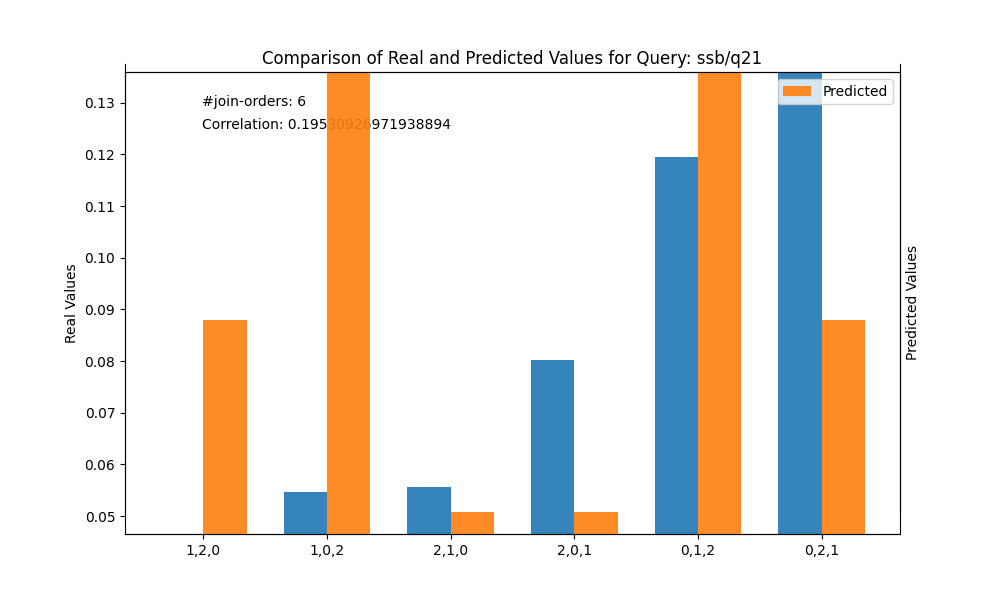 Comparison of Real and Predicted Values for Query: ssb/q21
#join-orders: 6
Correlation: 0.19530926971938894
Predicted
0.13
0.12
0.11
0.10
0.09
0.08
0.07
0.06
0.05
Real Values
Predicted Values
1,2,0
1,0,2
2,1,0
2,0,1
0,1,2
0,2,1